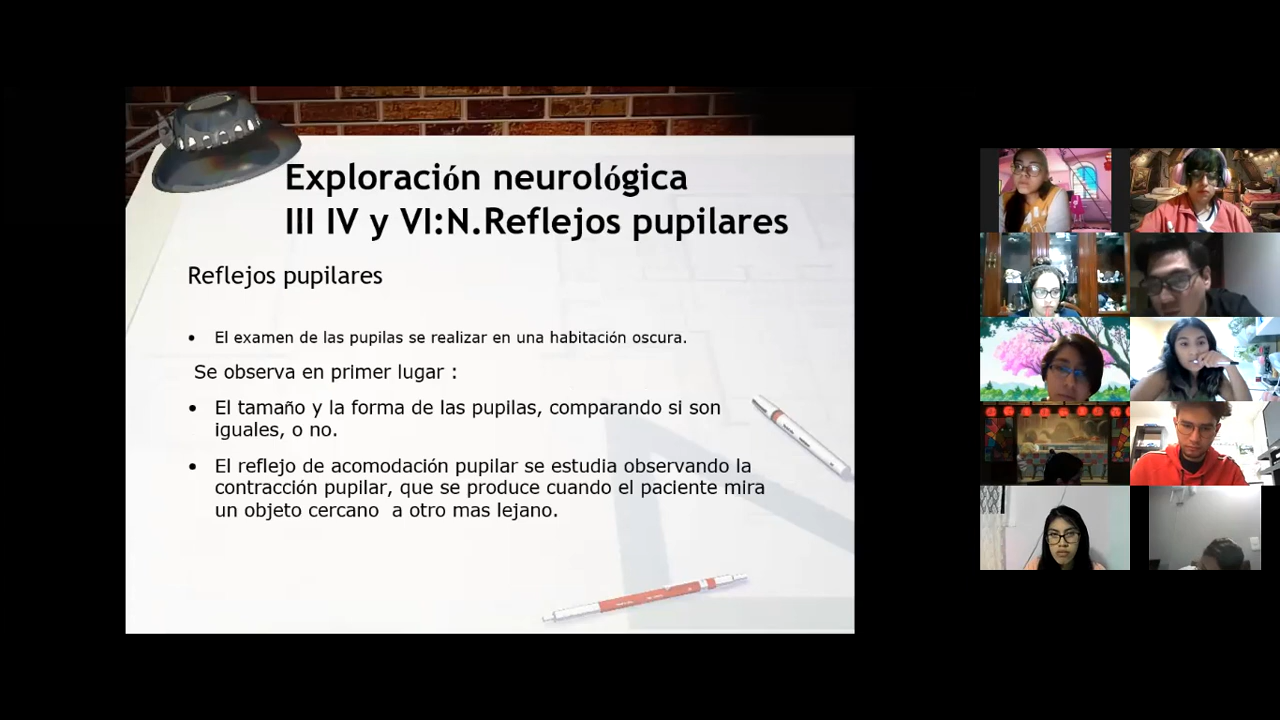 Exploración neurológica
III IV y VI:N.Reflejos pupilares
Reflejos pupilares
• El examen de las pupilas se realizar en una habitación oscura.
Se observa en primer lugar :
• El tamaño y la forma de las pupilas, comparando si son
iguales, o no.
• El reflejo de acomodación pupilar se estudia observando la
contracción pupilar, que se produce cuando el paciente mira
un objeto cercano a otro mas lejano.